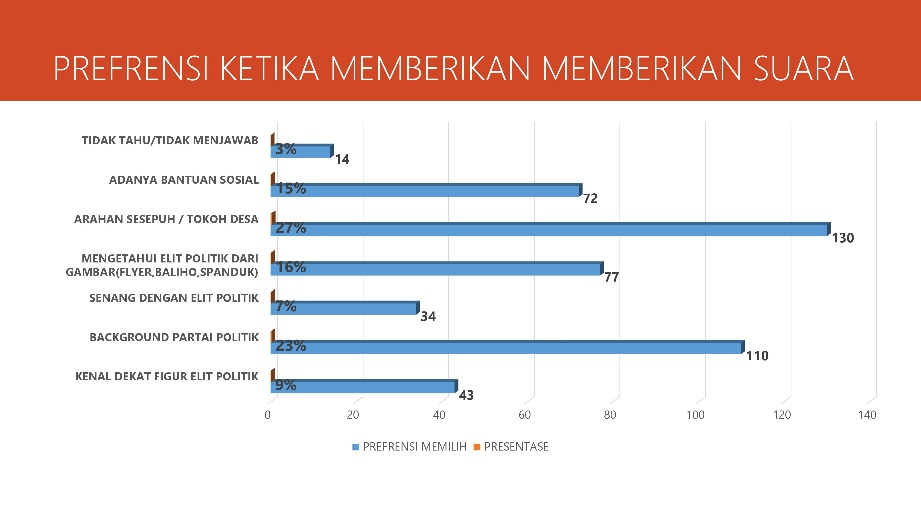 PREFRENSI KETIKA MEMBERIKAN MEMBERIKAN SUARA
TIDAK TAHU/TIDAK MENJAWAB
3%
14
ADANYA BANTUAN SOSIAL
15%
72
ARAHAN SESEPUH / TOKOH DESA
27%
130
MENGETAHUI ELIT POLITIK DARI
GAMBAR(FLYER,BALIHO,SPANDUK)
16%
77
SENANG DENGAN ELIT POLITIK
7%
34
BACKGROUND PARTAI POLITIK
23%
110
KENAL DEKAT FIGUR ELIT POLITIK
9%
43
0 20 40 60 80 100 120 140
PREFRENSI MEMILIH PRESENTASE